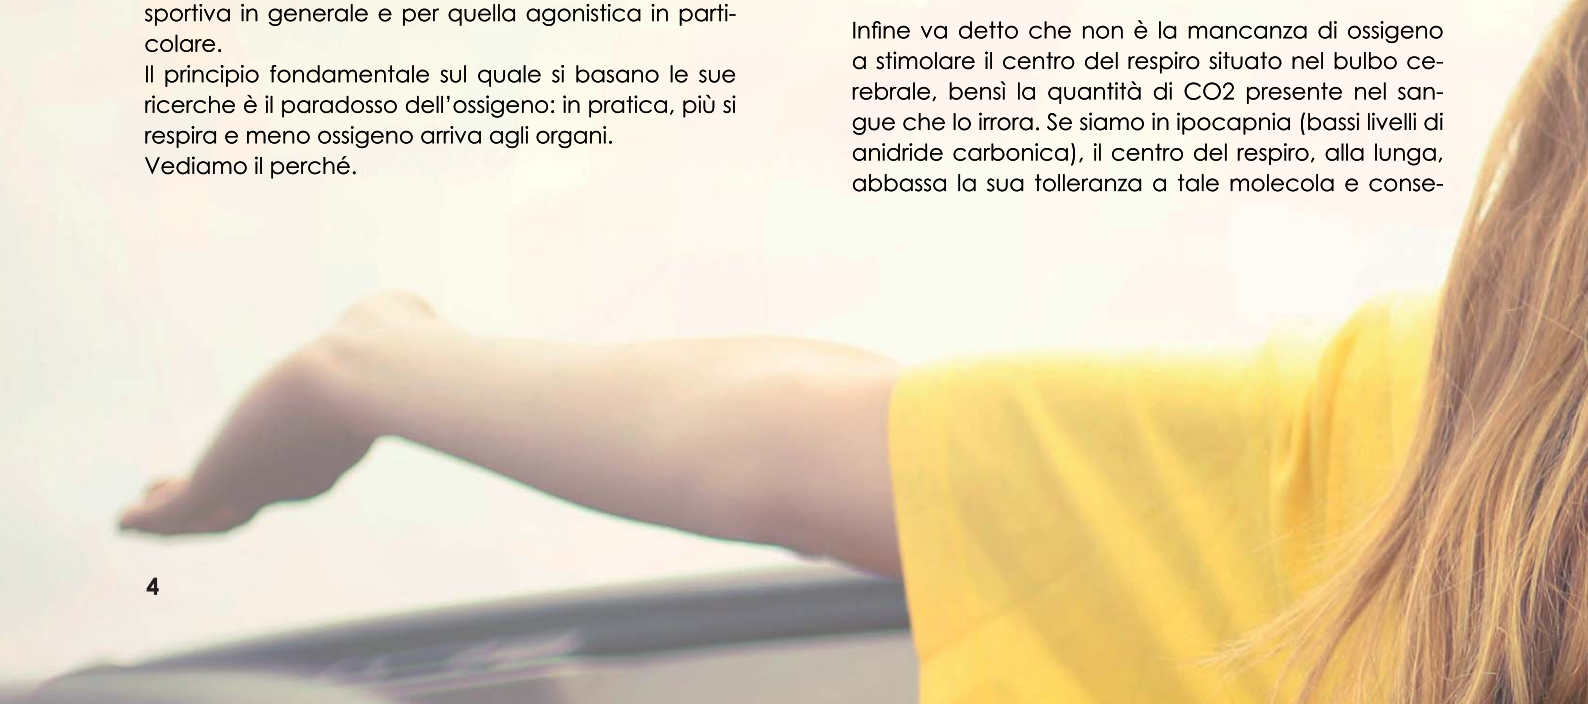 sportiva in generale e per quella agonistica in parti-
colare.
Il principio fondamentale sul quale si basano le sue
ricerche è il paradosso dell'ossigeno: in pratica, più si
respira e meno ossigeno arriva agli organi.
Vediamo il perché.
Infine va detto che non è la mancanza di ossigeno
a stimolare il centro del respiro situato nel bulbo ce-
rebrale, bensì la quantità di CO2 presente nel san-
gue che lo irrora. Se siamo in ipocapnia (bassi livelli di
anidride carbonica), il centro del respiro, alla lunga,
abbassa la sua tolleranza a tale molecola e conse-
4